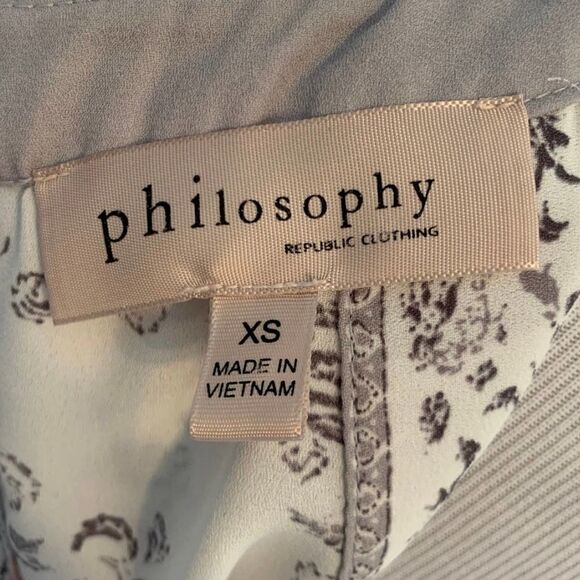 philosophy
REPUBLIC CLOTHING
XS
MADE IN
VIETNAM